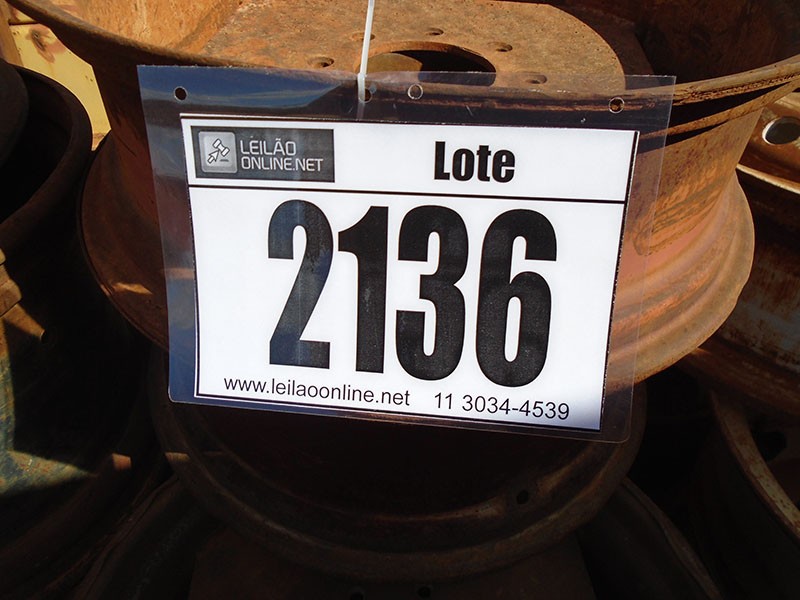 LEILÃO
ONLINE.NET
Lote
2136
www.leilaoonline.net 11 3034-4539